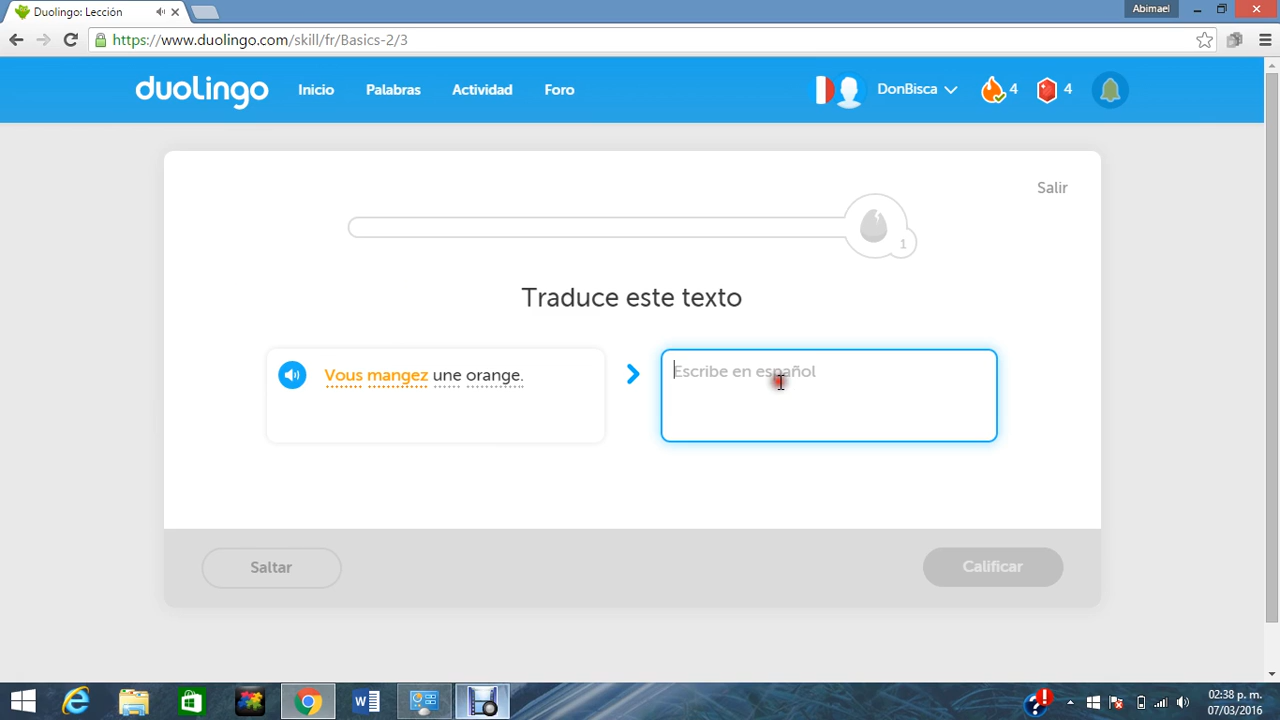 Duolingo: Lección
Abimael
https://www.duolingo.com/skill/fr/Basics-2/3
duolingo
Inicio
Palabras
Actividad
Foro
DonBisca
4
4
Salir
1
Traduce este texto
Vous mangez une orange.
Escribe en español
Saltar
Calificar
02:38 p. m.
07/03/2016